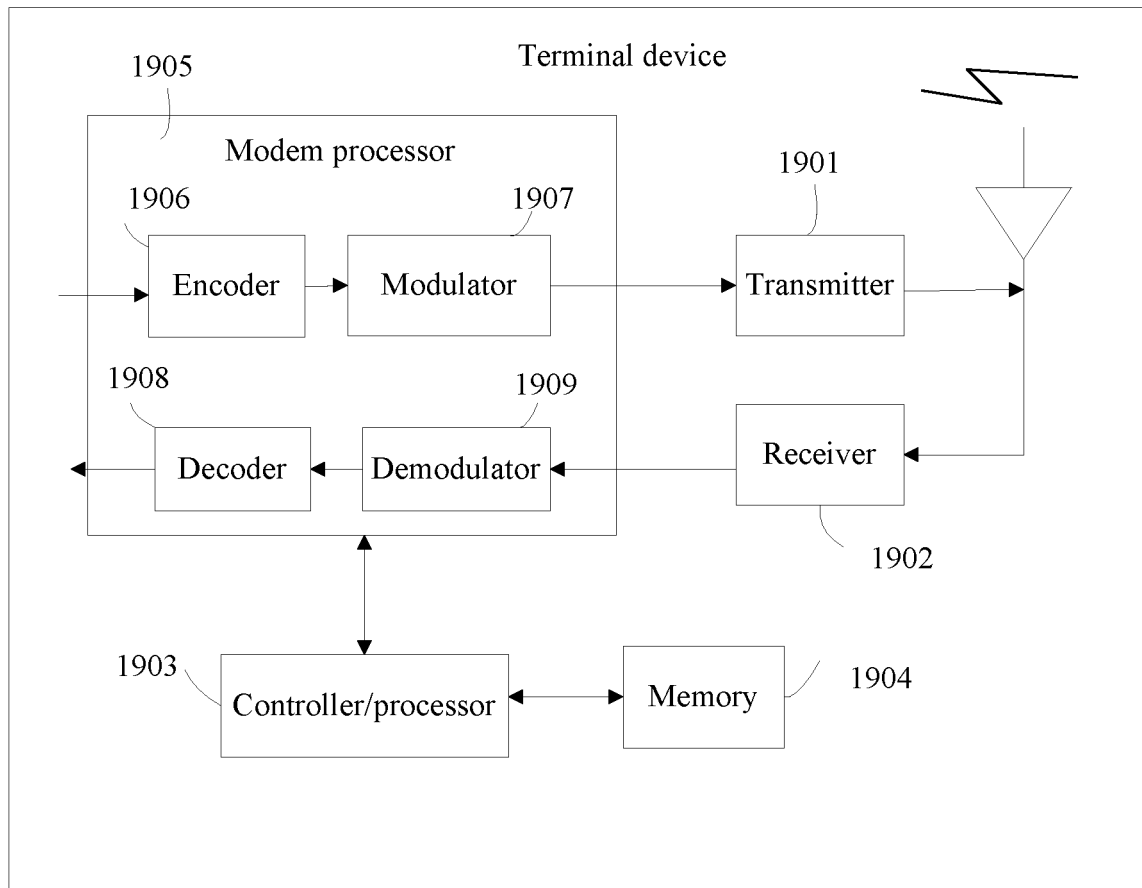 Terminal device
1905
Modem processor
1901
1906
1907
Encoder
Modulator
Transmitter
1908
1909
Decoder
Demodulator
Receiver
1902
1903
Controller/processor
Memory
1904